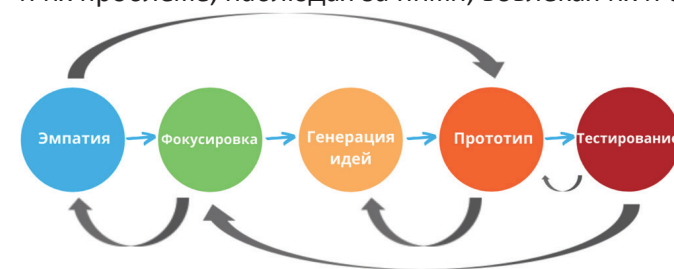 Эмпатия
Фокусировка
Генерация
идей
Прототип
Тестирование